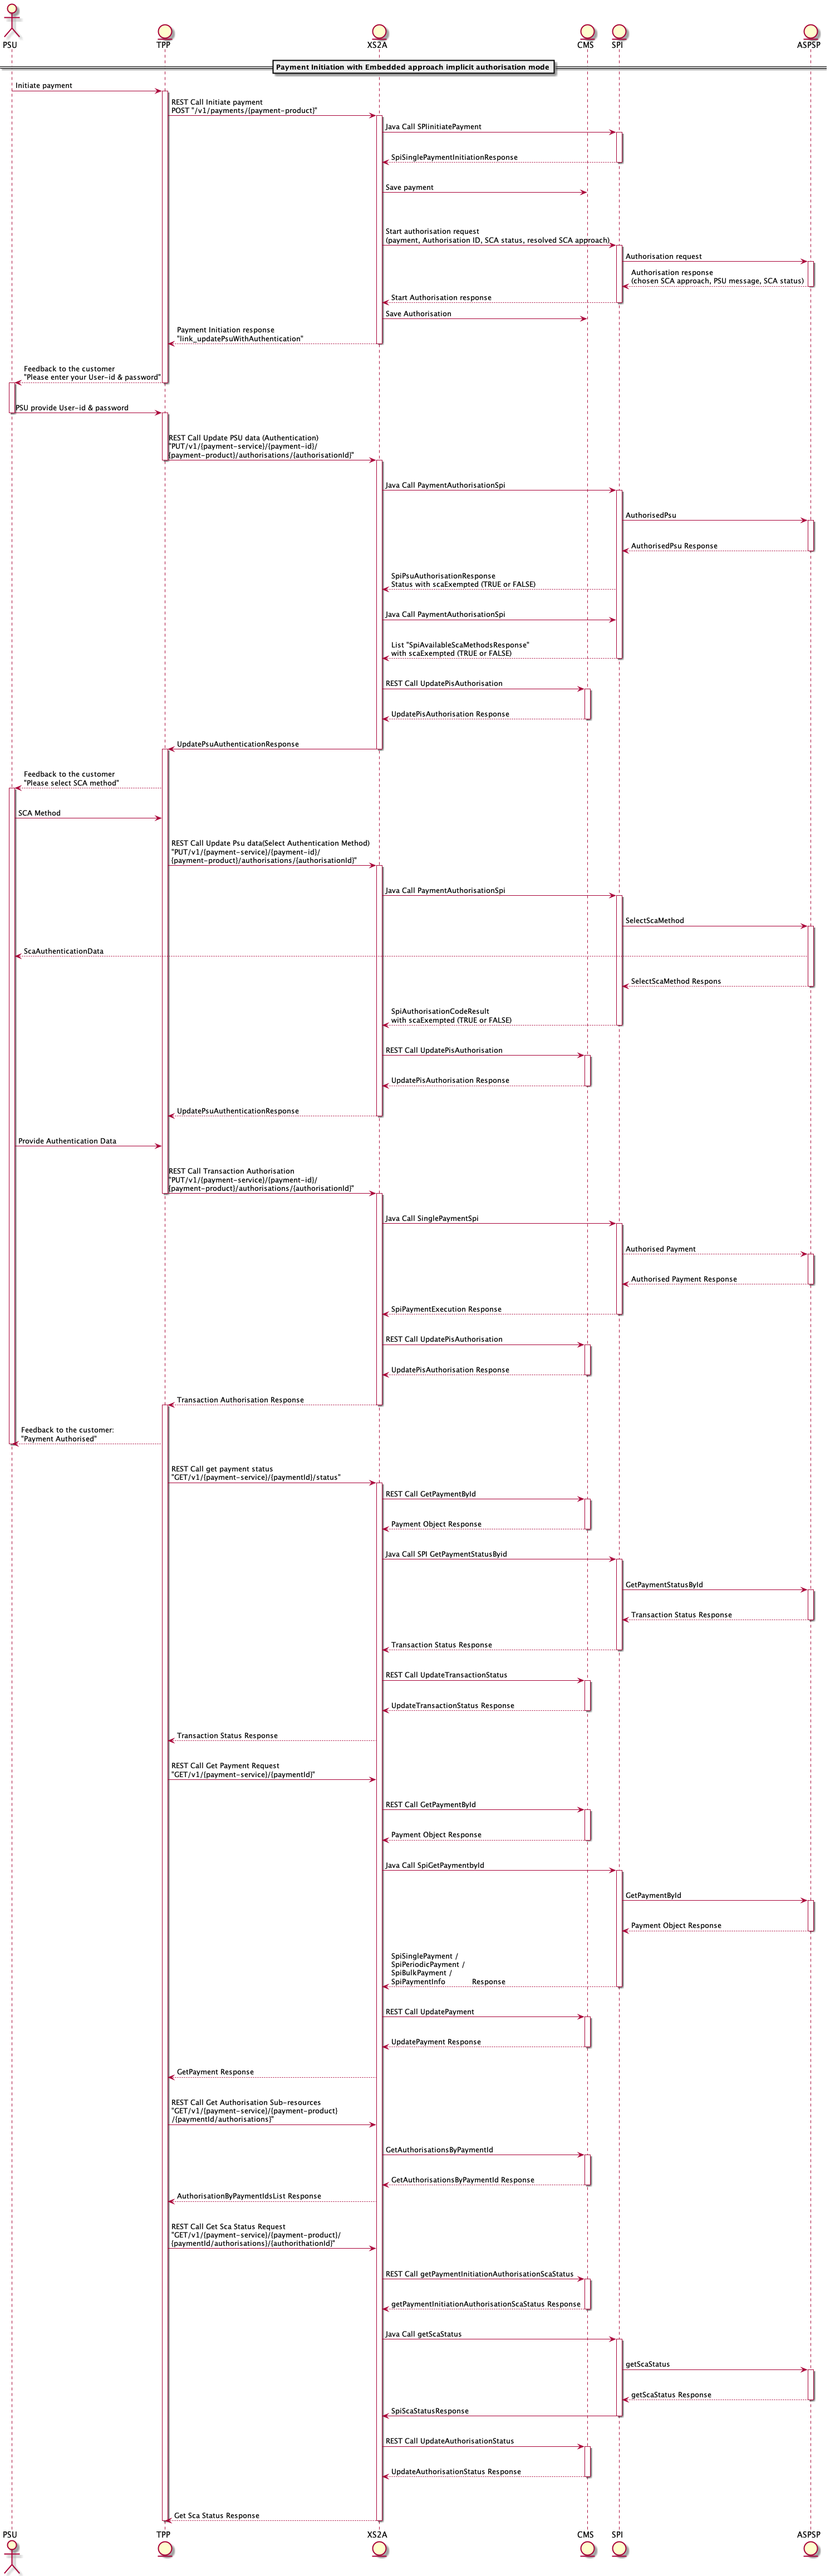 PSU TPP XS2A CMS SPI ASPSP
Payment Initiation with Embedded approach implicit authorisation mode
Initiate payment
REST Call Initiate payment
POST "/v1/payments/{payment-product}"
Java Call SPIinitiatePayment
SpiSinglePaymentInitiationResponse
Save payment
Start authorisation request
(payment, Authorisation ID, SCA status, resolved SCA approach)
Authorisation request
Authorisation response
(chosen SCA approach, PSU message, SCA status)
Start Authorisation response
Save Authorisation
Payment Initiation response
"link_updatePsuWithAuthentication"
Feedback to the customer
"Please enter your User-id & password"
PSU provide User-id & password
REST Call Update PSU data (Authentication)
"PUT/v1/{payment-service}/{payment-id}/
{payment-product}/authorisations/{authorisationId}"
Java Call PaymentAuthorisationSpi
AuthorisedPsu
AuthorisedPsu Response
SpiPsuAuthorisationResponse
Status with scaExempted (TRUE or FALSE)
Java Call PaymentAuthorisationSpi
List "SpiAvailableScaMethodsResponse"
with scaExempted (TRUE or FALSE)
REST Call UpdatePisAuthorisation
UpdatePisAuthorisation Response
UpdatePsuAuthenticationResponse
Feedback to the customer
"Please select SCA method"
SCA Method
REST Call Update Psu data(Select Authentication Method)
"PUT/v1/{payment-service}/{payment-id}/
{payment-product}/authorisations/{authorisationId}"
Java Call PaymentAuthorisationSpi
SelectScaMethod
ScaAuthenticationData
SelectScaMethod Respons
SpiAuthorisationCodeResult
with scaExempted (TRUE or FALSE)
REST Call UpdatePisAuthorisation
UpdatePisAuthorisation Response
UpdatePsuAuthenticationResponse
Provide Authentication Data
REST Call Transaction Authorisation
"PUT/v1/{payment-service}/{payment-id}/
{payment-product}/authorisations/{authorisationId}"
Java Call SinglePaymentSpi
Authorised Payment
Authorised Payment Response
SpiPaymentExecution Response
REST Call UpdatePisAuthorisation
UpdatePisAuthorisation Response
Transaction Authorisation Response
Feedback to the customer:
"Payment Authorised"
REST Call get payment status
"GET/v1/{payment-service}/{paymentId}/status"
REST Call GetPaymentById
Payment Object Response
Java Call SPI GetPaymentStatusByid
GetPaymentStatusById
Transaction Status Response
Transaction Status Response
REST Call UpdateTransactionStatus
UpdateTransactionStatus Response
Transaction Status Response
REST Call Get Payment Request
"GET/v1/{payment-service}/{paymentId}"
REST Call GetPaymentById
Payment Object Response
Java Call SpiGetPaymentbyId
GetPaymentById
Payment Object Response
SpiSinglePayment /
SpiPeriodicPayment /
SpiBulkPayment /
SpiPaymentInfo Response
REST Call UpdatePayment
UpdatePayment Response
GetPayment Response
REST Call Get Authorisation Sub-resources
"GET/v1/{payment-service}/{payment-product}
/{paymentId/authorisations}"
GetAuthorisationsByPaymentId
GetAuthorisationsByPaymentId Response
AuthorisationByPaymentIdsList Response
REST Call Get Sca Status Request
"GET/v1/{payment-service}/{payment-product}/
{paymentId/authorisations}/{authorithationId}"
REST Call getPaymentInitiationAuthorisationScaStatus
getPaymentInitiationAuthorisationScaStatus Response
Java Call getScaStatus
getScaStatus
getScaStatus Response
SpiScaStatusResponse
REST Call UpdateAuthorisationStatus
UpdateAuthorisationStatus Response
Get Sca Status Response
PSU TPP XS2A CMS SPI ASPSP